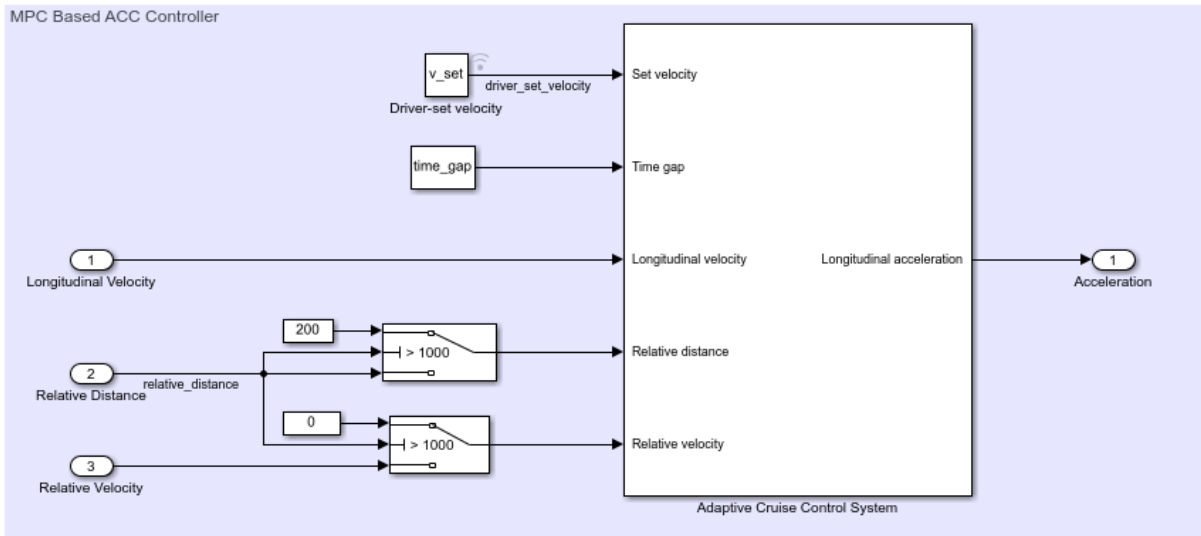 MPC Based ACC Controller
v_set
driver_set_velocity
Driver-set velocity
Set velocity
time_gap
Time gap
1
Longitudinal Velocity
Longitudinal velocity
Longitudinal acceleration
1
Acceleration
200
> 1000
Relative distance
2
relative_distance
Relative Distance
0
> 1000
Relative velocity
3
Relative Velocity
Adaptive Cruise Control System